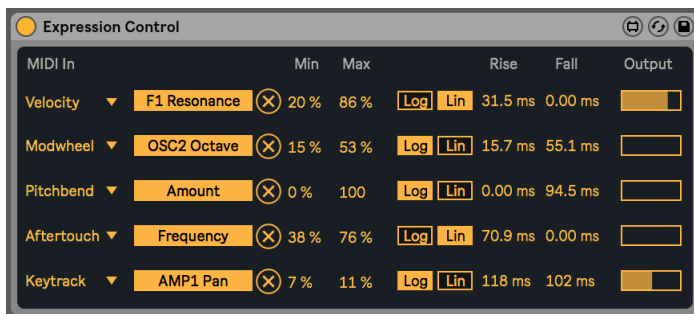 Expression Control
MIDI In Min Max Rise Fall Output
Velocity F1 Resonance 20 % 86 % Log Lin 31.5 ms 0.00 ms
Modwheel OSC2 Octave 15 % 53 % Log Lin 15.7 ms 55.1 ms
Pitchbend Amount 0 % 100 Log Lin 0.00 ms 94.5 ms
Aftertouch Frequency 38 % 76 % Log Lin 70.9 ms 0.00 ms
Keytrack AMP1 Pan 7 % 11 % Log Lin 118 ms 102 ms